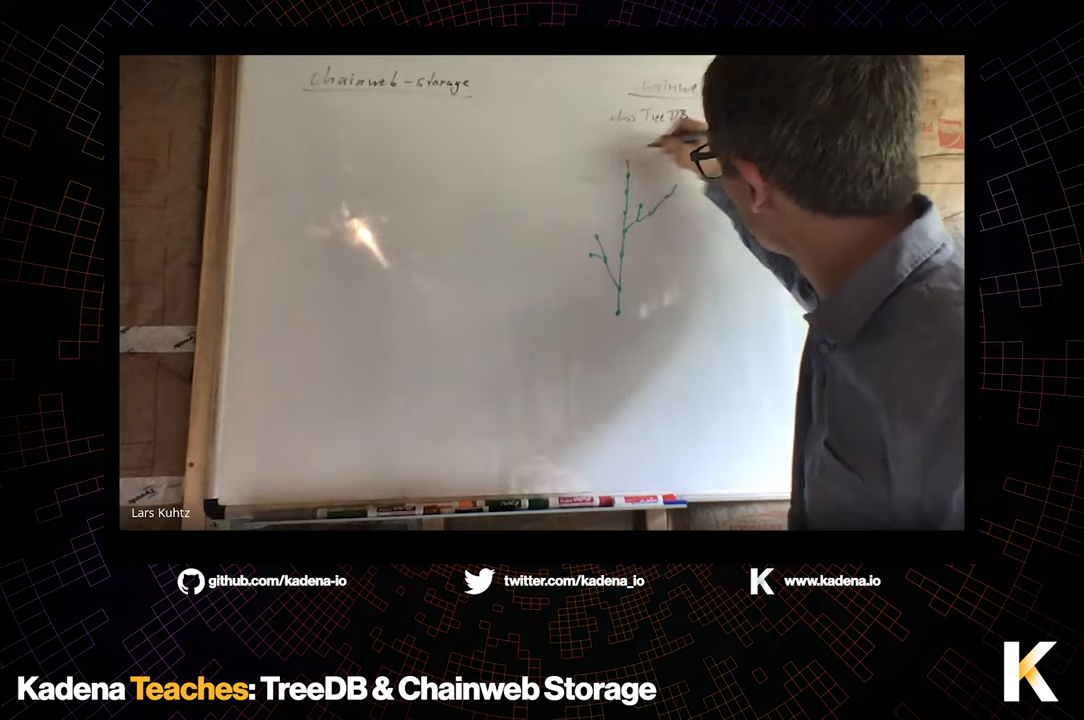 chainweb-storage
chainwe
class TreeDB
Lars Kuhtz
github.com/kadena-io
twitter.com/kadena_io
www.kadena.io
Kadena Teaches: TreeDB & Chainweb Storage
K